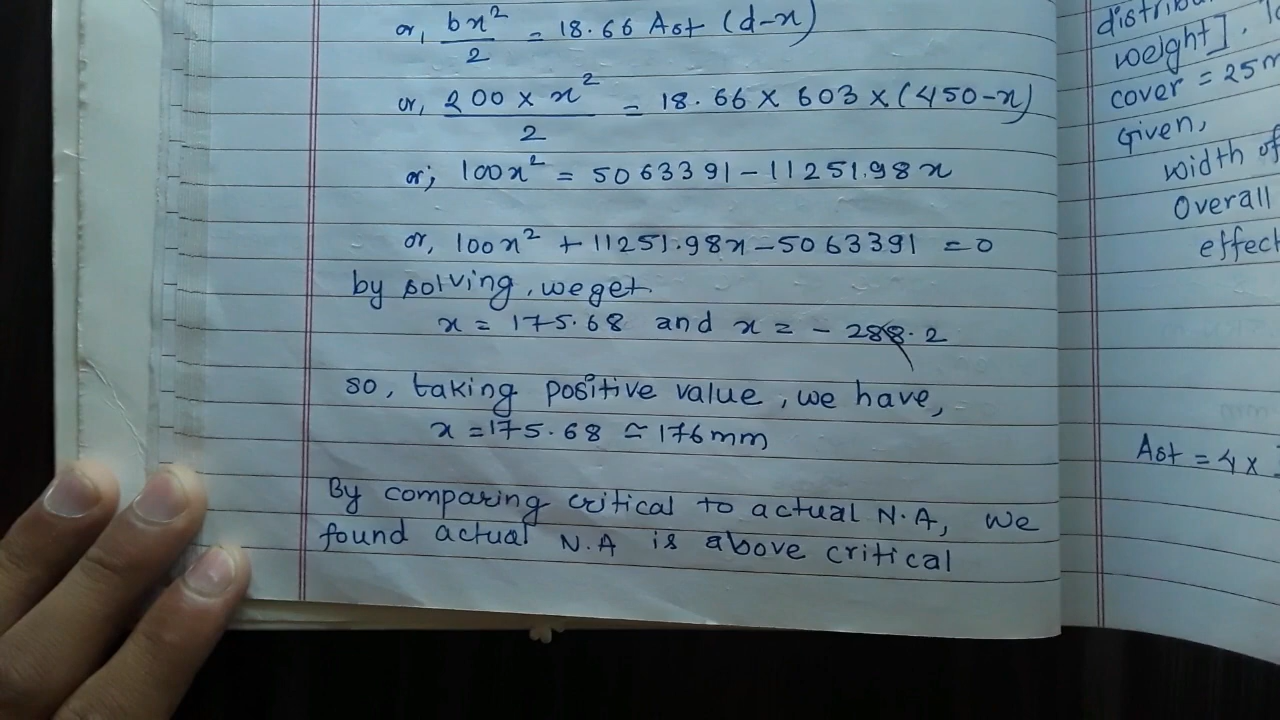 or, bx²/2 = 18.66 Ast (d-x)
or, 200 × x²/2 = 18.66 × 603 × (450-x)
or; 100x² = 5063391 - 11251.98x
or, 100x² + 11251.98x - 5063391 = 0
by solving, we get
x = 175.68 and x = - 288.2
so, taking positive value, we have,
x = 175.68 ≃ 176mm
By comparing critical to actual N.A, we
found actual N.A is above critical
weight].
cover = 25
Given,
width of
Overall
Ast = 4 ×